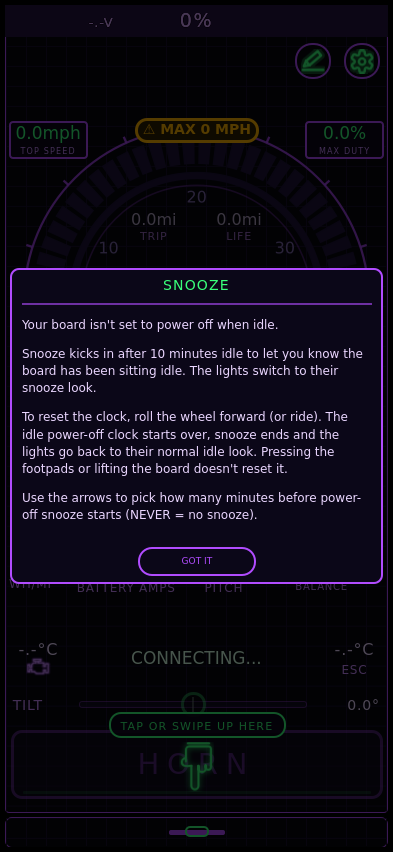 -.-V 0%
0.0mph
TOP SPEED
⚠ MAX 0 MPH
0.0%
MAX DUTY
20
0.0mi 0.0mi
TRIP LIFE
10 30
SNOOZE
Your board isn't set to power off when idle.
Snooze kicks in after 10 minutes idle to let you know the
board has been sitting idle. The lights switch to their
snooze look.
To reset the clock, roll the wheel forward (or ride). The
idle power-off clock starts over, snooze ends and the
lights go back to their normal idle look. Pressing the
footpads or lifting the board doesn't reset it.
Use the arrows to pick how many minutes before power-
off snooze starts (NEVER = no snooze).
GOT IT
WH/MI BATTERY AMPS PITCH BALANCE
-.-°C CONNECTING... -.-°C
ESC
TILT 0.0°
TAP OR SWIPE UP HERE
HORN